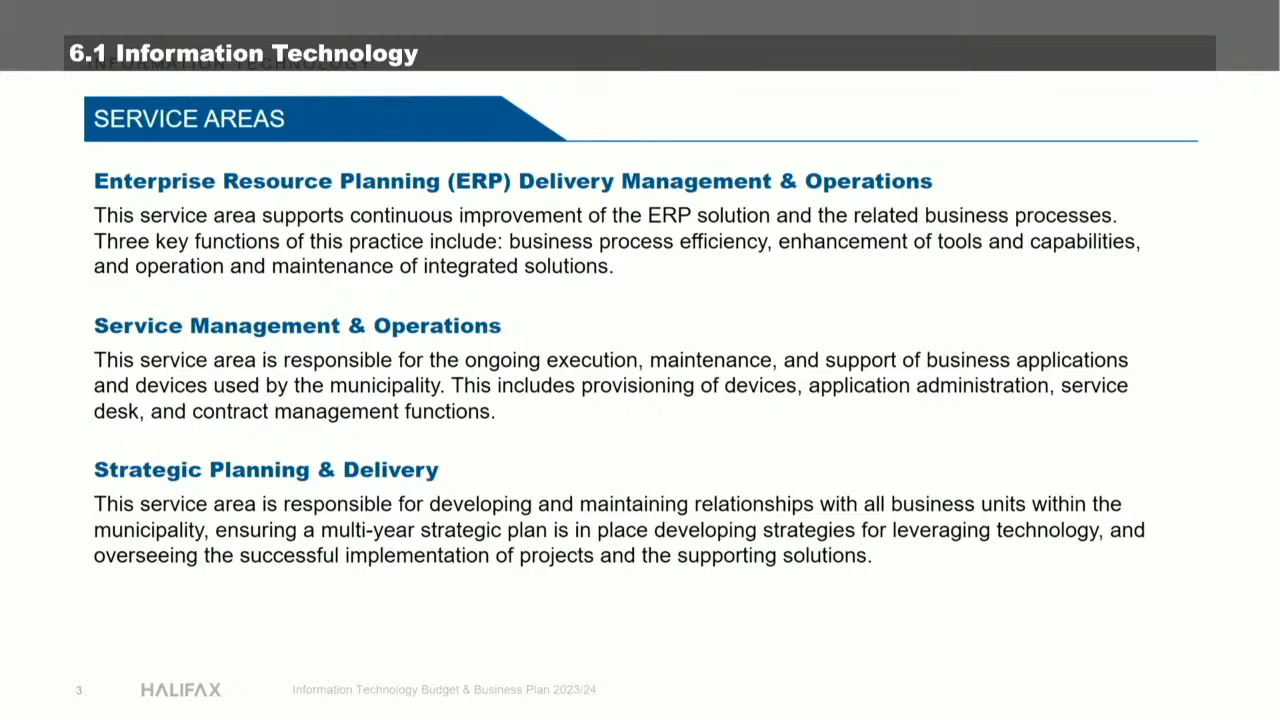 6.1 Information Technology
INFORMATION TECHNOLOGY
SERVICE AREAS
Enterprise Resource Planning (ERP) Delivery Management & Operations
This service area supports continuous improvement of the ERP solution and the related business processes.
Three key functions of this practice include: business process efficiency, enhancement of tools and capabilities,
and operation and maintenance of integrated solutions.
Service Management & Operations
This service area is responsible for the ongoing execution, maintenance, and support of business applications
and devices used by the municipality. This includes provisioning of devices, application administration, service
desk, and contract management functions.
Strategic Planning & Delivery
This service area is responsible for developing and maintaining relationships with all business units within the
municipality, ensuring a multi-year strategic plan is in place developing strategies for leveraging technology, and
overseeing the successful implementation of projects and the supporting solutions.
3
HALIFAX
Information Technology Budget & Business Plan 2023/24